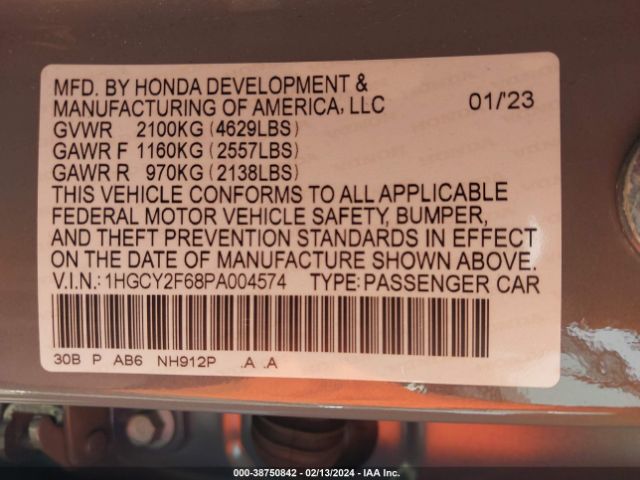 MFD. BY HONDA DEVELOPMENT &
MANUFACTURING OF AMERICA, LLC 01/'23
GVWR 2100KG (4629LBS)
GAWR F 1160KG (2557LBS)
GAWR R 970KG (2138LBS)
THIS VEHICLE CONFORMS TO ALL APPLICABLE
FEDERAL MOTOR VEHICLE SAFETY, BUMPER,
AND THEFT PREVENTION STANDARDS IN EFFECT
ON THE DATE OF MANUFACTURE SHOWN ABOVE.
V.I.N.: 1HGCY2F68PA004574 TYPE: PASSENGER CAR
30B P AB6 NH912P .A .A
000-38750842 - 02/13/2024 - IAA Inc.